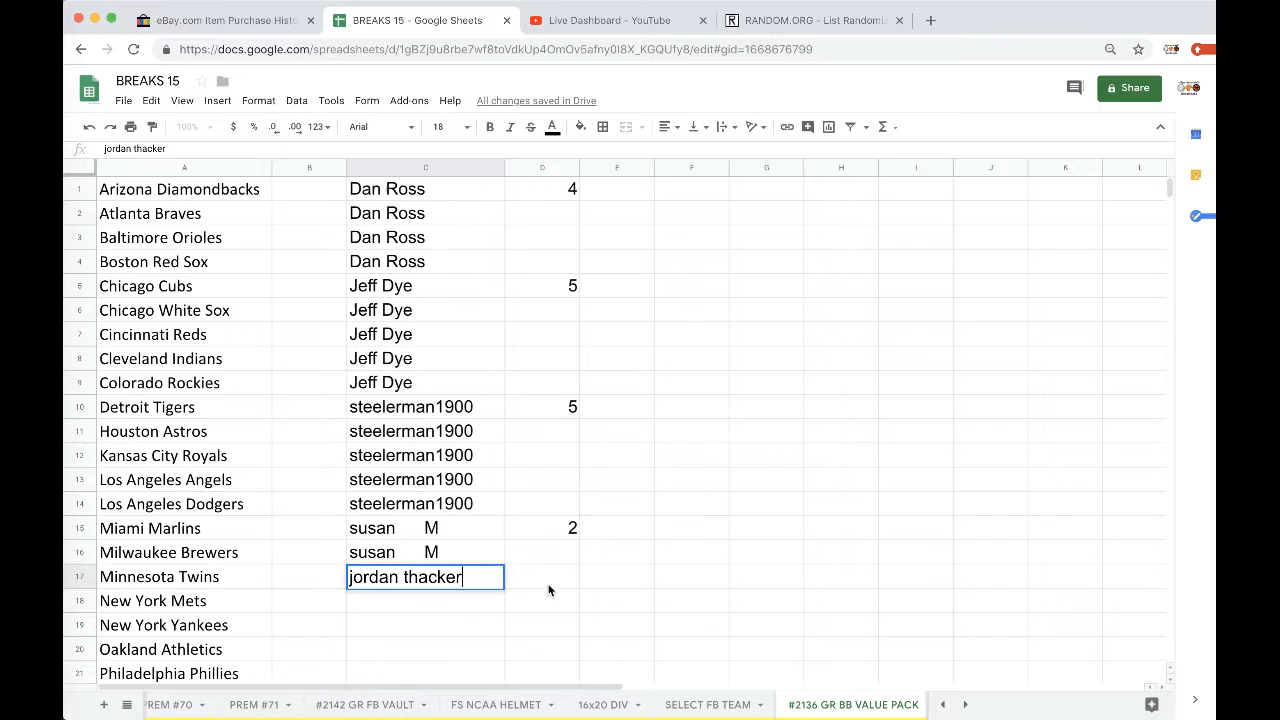 eBay.com Item Purchase Histo
BREAKS 15 - Google Sheets
Live Dashboard - YouTube
RANDOM.ORG - List Randomiz
https://docs.google.com/spreadsheets/d/1gBZj9u8rbe7wf8toVkUp4OmOv5afny0I8X_KGQUfy8/edit#gid=1668676799
BREAKS 15
File Edit View Insert Format Data Tools Form Add-ons Help All changes saved in Drive
Share
100% $ % .0 .00 123 Arial 18 B I S A
fx jordan thacker
A B C D E F G H I J K L
1 Arizona Diamondbacks Dan Ross 4
2 Atlanta Braves Dan Ross
3 Baltimore Orioles Dan Ross
4 Boston Red Sox Dan Ross
5 Chicago Cubs Jeff Dye 5
6 Chicago White Sox Jeff Dye
7 Cincinnati Reds Jeff Dye
8 Cleveland Indians Jeff Dye
9 Colorado Rockies Jeff Dye
10 Detroit Tigers steelerman1900 5
11 Houston Astros steelerman1900
12 Kansas City Royals steelerman1900
13 Los Angeles Angels steelerman1900
14 Los Angeles Dodgers steelerman1900
15 Miami Marlins susan M 2
16 Milwaukee Brewers susan M
17 Minnesota Twins jordan thacker
18 New York Mets
19 New York Yankees
20 Oakland Athletics
21 Philadelphia Phillies
PREM #70 PREM #71 #2142 GR FB VAULT CAA HELMET 16x20 DIV SELECT FB TEAM #2136 GR BB VALUE PACK